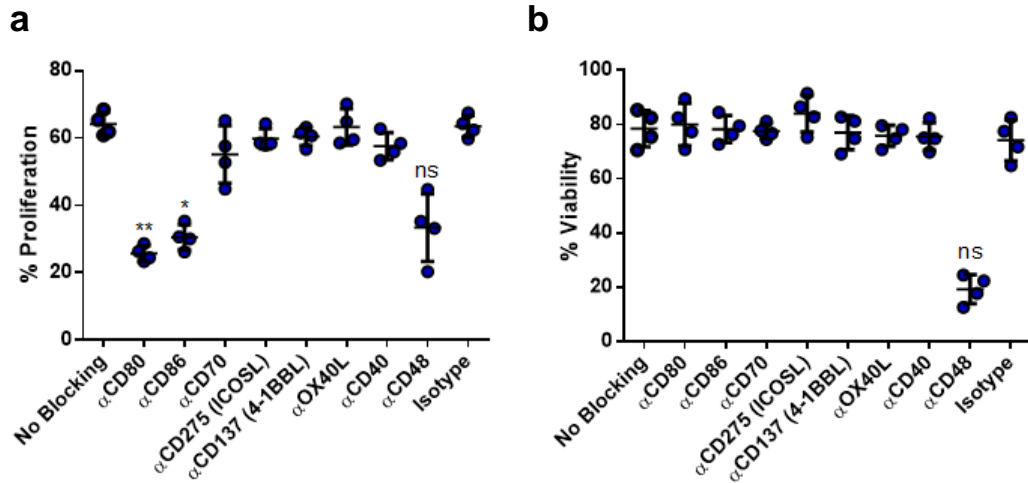 a
% Proliferation
80
60
40
20
0
**
*
ns
No Blocking
αCD80
αCD86
αCD70
αCD275 (ICOSL)
αCD137 (4-1BBL)
αOX40L
αCD40
αCD48
Isotype
b
% Viability
100
80
60
40
20
0
ns
No Blocking
αCD80
αCD86
αCD70
αCD275 (ICOSL)
αCD137 (4-1BBL)
αOX40L
αCD40
αCD48
Isotype